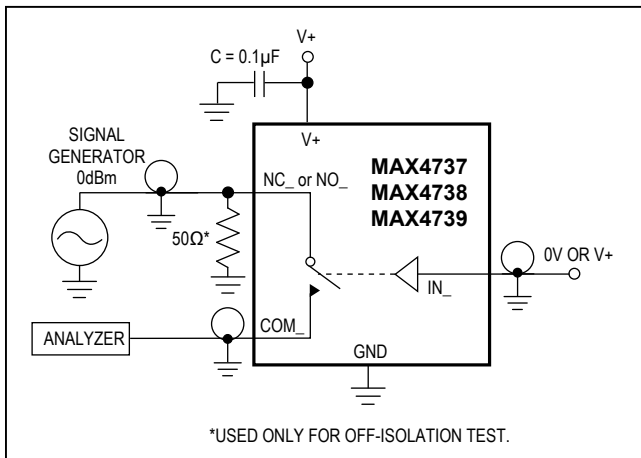 V+
C = 0.1µF
V+
SIGNAL
GENERATOR
0dBm
NC_ or NO_
MAX4737
MAX4738
MAX4739
50Ω*
0V OR V+
IN_
COM_
ANALYZER
GND
*USED ONLY FOR OFF-ISOLATION TEST.